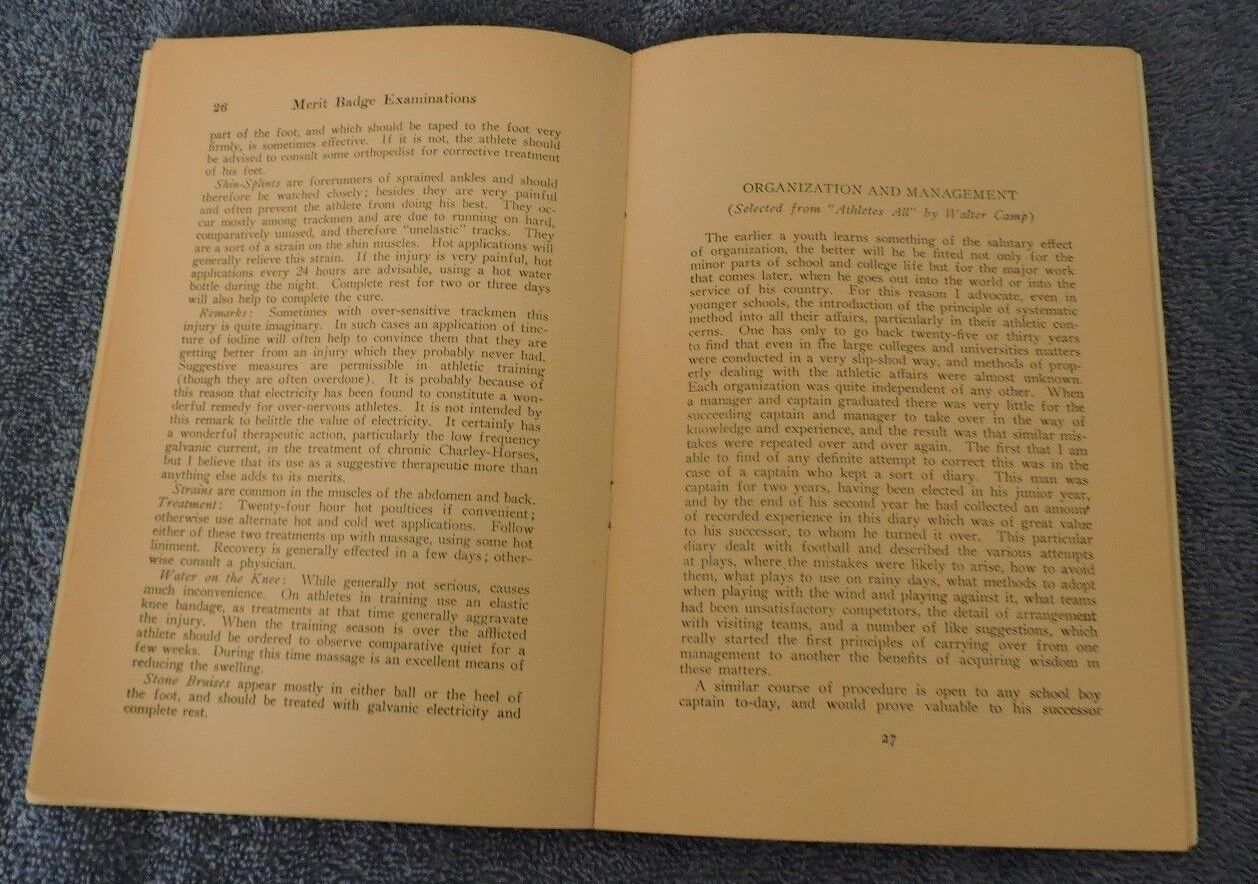 26 Merit Badge Examinations
part of the foot, and which should be taped to the foot very
firmly, is sometimes effective. If it is not, the athlete should
be advised to consult some orthopedist for corrective treatment
of his feet.
Shin-Splints are forerunners of sprained ankles and should
therefore be watched closely; besides they are very painful
and often prevent the athlete from doing his best. They oc-
cur mostly among trackmen and are due to running on hard,
comparatively unused, and therefore "unelastic" tracks. They
are a sort of a strain on the shin muscles. Hot applications will
generally relieve this strain. If the injury is very painful, hot
applications every 24 hours are advisable, using a hot water
bottle during the night. Complete rest for two or three days
will also help to complete the cure.
Remarks: Sometimes with over-sensitive trackmen this
injury is quite imaginary. In such cases an application of tinc-
ture of iodine will often help to convince them that they are
getting better from an injury which they probably never had.
Suggestive measures are permissible in athletic training
(though they are often overdone). It is probably because of
this reason that electricity has been found to constitute a won-
derful remedy for over-nervous athletes. It is not intended by
this remark to belittle the value of electricity. It certainly has
a wonderful therapeutic action, particularly the low frequency
galvanic current, in the treatment of chronic Charley-Horses,
but I believe that its use as a suggestive therapeutic more than
anything else adds to its merits.
Strains are common in the muscles of the abdomen and back.
Treatment: Twenty-four hour hot poultices if convenient;
otherwise use alternate hot and cold wet applications. Follow
either of these two treatments up with massage, using some hot
liniment. Recovery is generally effected in a few days; other-
wise consult a physician.
Water on the Knee: While generally not serious, causes
much inconvenience. On athletes in training use an elastic
knee bandage, as treatments at that time generally aggravate
the injury. When the training season is over the afflicted
athlete should be ordered to observe comparative quiet for a
few weeks. During this time massage is an excellent means of
reducing the swelling.
Stone Bruises appear mostly in either ball or the heel of
the foot, and should be treated with galvanic electricity and
complete rest.
ORGANIZATION AND MANAGEMENT
(Selected from "Athletes All" by Walter Camp)
The earlier a youth learns something of the salutary effect
of organization, the better will he be fitted not only for the
minor parts of school and college life but for the major work
that comes later, when he goes out into the world or into the
service of his country. For this reason I advocate, even in
younger schools, the introduction of the principle of systematic
method into all their affairs, particularly in their athletic con-
cerns. One has only to go back twenty-five or thirty years
to find that even in the large colleges and universities matters
were conducted in a very slip-shod way, and methods of prop-
erly dealing with the athletic affairs were almost unknown.
Each organization was quite independent of any other. When
a manager and captain graduated there was very little for the
succeeding captain and manager to take over in the way of
knowledge and experience, and the result was that similar mis-
takes were repeated over and over again. The first that I am
able to find of any definite attempt to correct this was in the
case of a captain who kept a sort of diary. This man was
captain for two years, having been elected in his junior year,
and by the end of his second year he had collected an amount
of recorded experience in this diary which was of great value
to his successor, to whom he turned it over. This particular
diary dealt with football and described the various attempts
at plays, where the mistakes were likely to arise, how to avoid
them, what plays to use on rainy days, what methods to adopt
when playing with the wind and playing against it, what teams
had been unsatisfactory competitors, the detail of arrangement
with visiting teams, and a number of like suggestions, which
really started the first principles of carrying over from one
management to another the benefits of acquiring wisdom in
these matters.
A similar course of procedure is open to any school boy
captain to-day, and would prove valuable to his successor
27